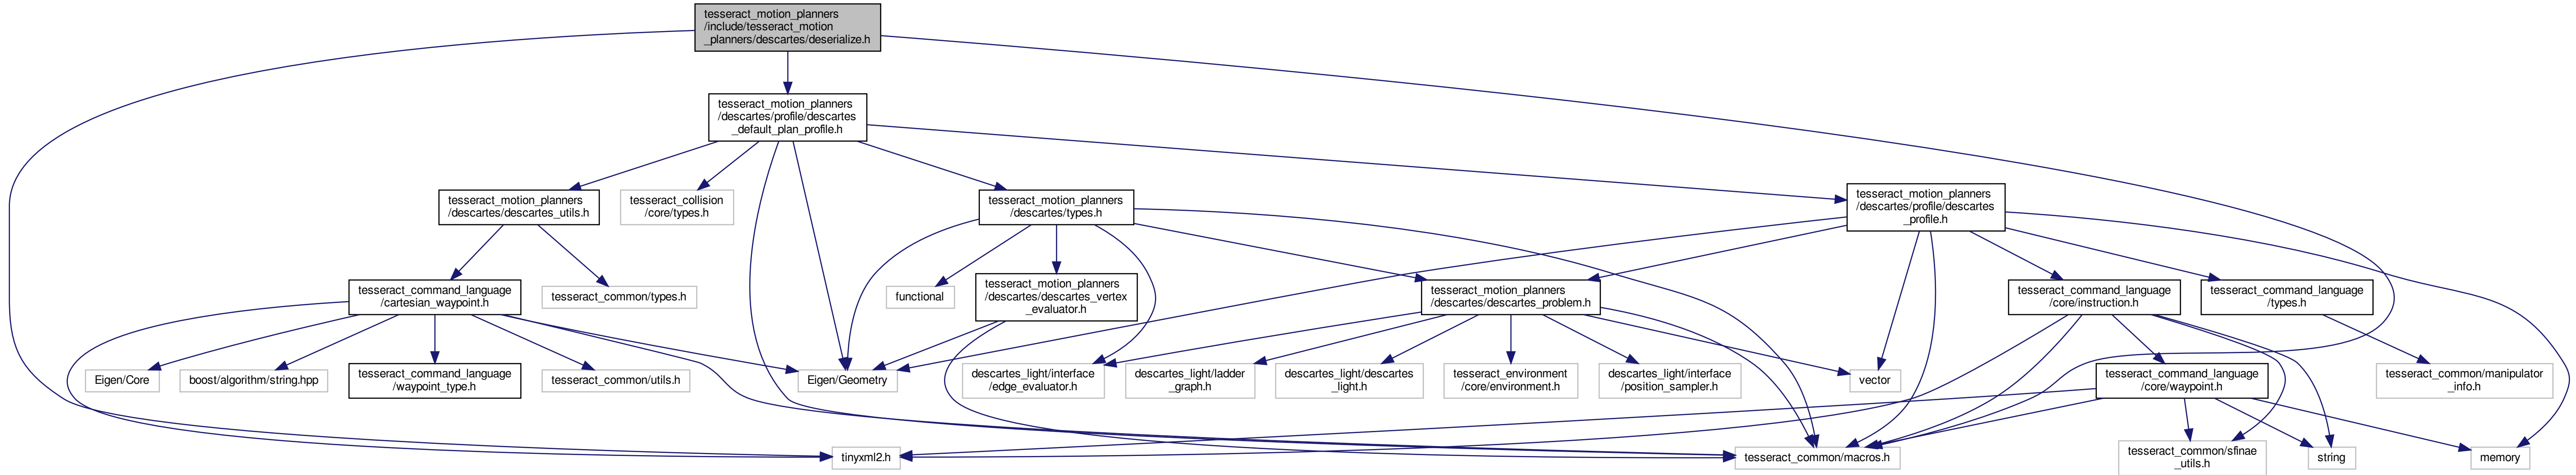 tesseract_motion_planners
/include/tesseract_motion
_planners/descartes/deserialize.h
tesseract_motion_planners
/descartes/profile/descartes
_default_plan_profile.h
tesseract_motion_planners
/descartes/descartes_utils.h
tesseract_collision
/core/types.h
tesseract_motion_planners
/descartes/types.h
tesseract_motion_planners
/descartes/profile/descartes
_profile.h
tesseract_command_language
/cartesian_waypoint.h
tesseract_common/types.h
functional
tesseract_motion_planners
/descartes/descartes_vertex
_evaluator.h
tesseract_motion_planners
/descartes/descartes_problem.h
tesseract_command_language
/core/instruction.h
tesseract_command_language
/types.h
Eigen/Core
boost/algorithm/string.hpp
tesseract_command_language
/waypoint_type.h
tesseract_common/utils.h
Eigen/Geometry
descartes_light/interface
/edge_evaluator.h
descartes_light/ladder
_graph.h
descartes_light/descartes
_light.h
tesseract_environment
/core/environment.h
descartes_light/interface
/position_sampler.h
vector
tesseract_command_language
/core/waypoint.h
tesseract_common/manipulator
_info.h
tinyxml2.h
tesseract_common/macros.h
tesseract_common/sfinae
_utils.h
string
memory